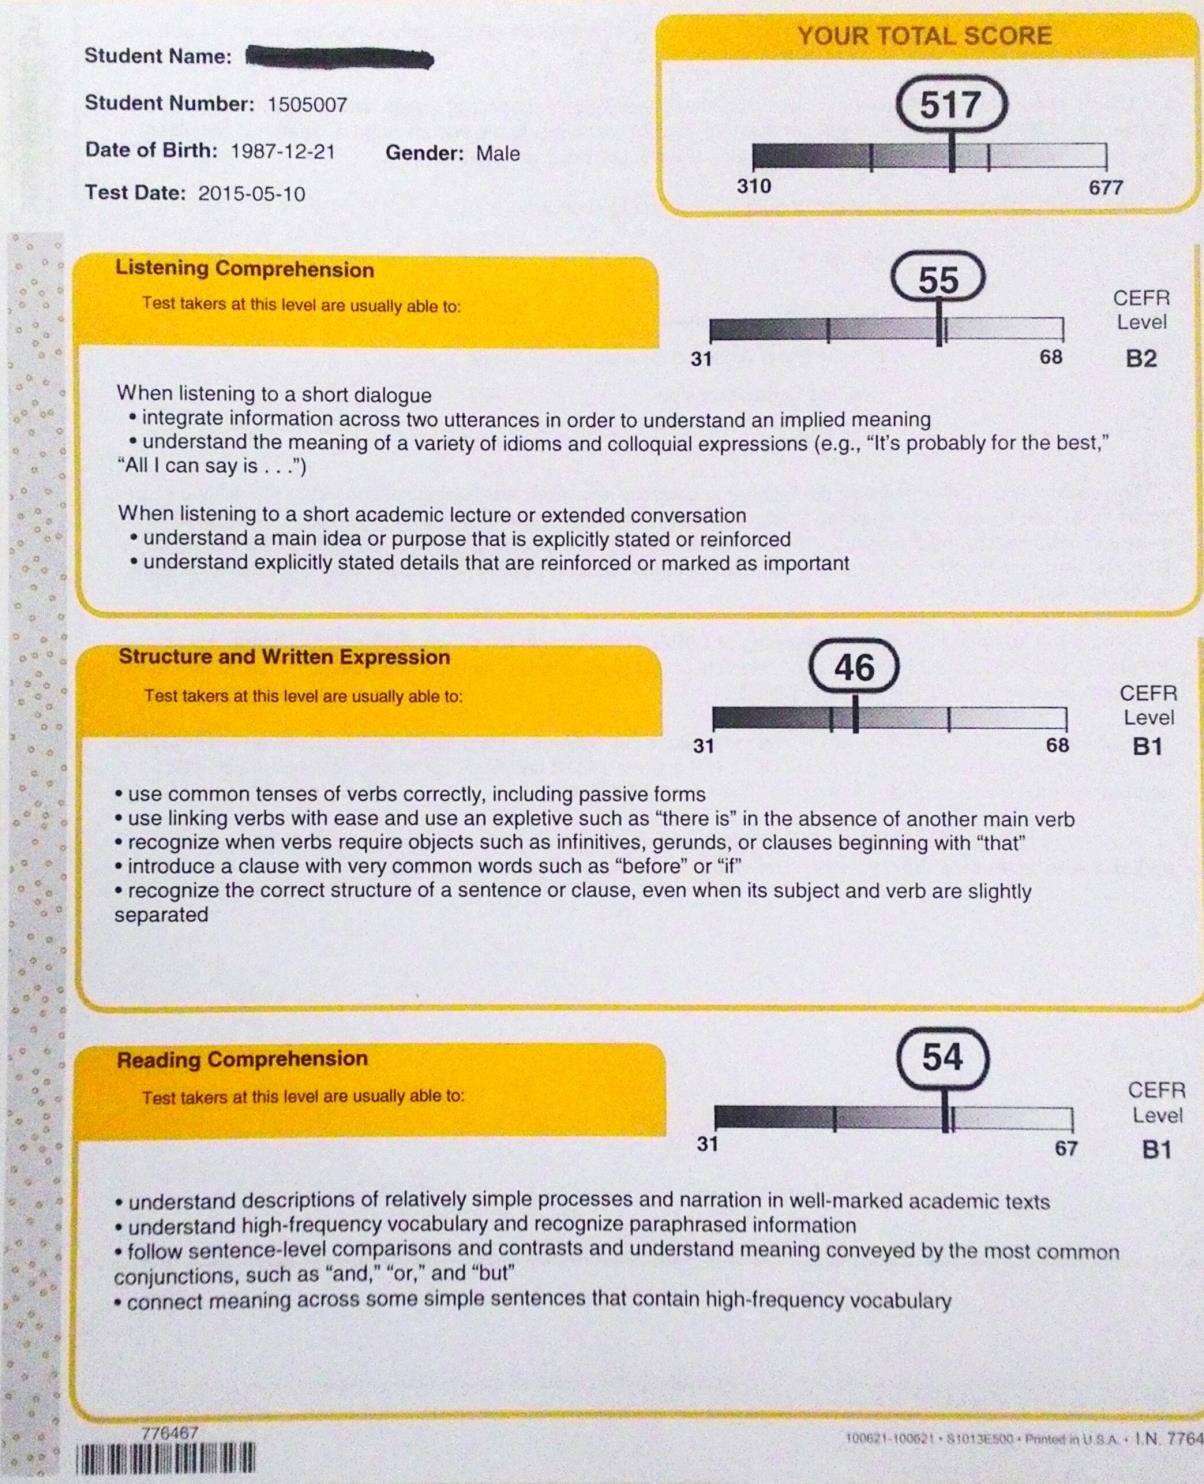 Student Name:
Student Number: 1505007
Date of Birth: 1987-12-21 Gender: Male
Test Date: 2015-05-10
YOUR TOTAL SCORE
517
310 677
Listening Comprehension
Test takers at this level are usually able to:
55
31 68
CEFR
Level
B2
When listening to a short dialogue
• integrate information across two utterances in order to understand an implied meaning
• understand the meaning of a variety of idioms and colloquial expressions (e.g., “It's probably for the best,”
“All I can say is . . .”)
When listening to a short academic lecture or extended conversation
• understand a main idea or purpose that is explicitly stated or reinforced
• understand explicitly stated details that are reinforced or marked as important
Structure and Written Expression
Test takers at this level are usually able to:
46
31 68
CEFR
Level
B1
• use common tenses of verbs correctly, including passive forms
• use linking verbs with ease and use an expletive such as “there is” in the absence of another main verb
• recognize when verbs require objects such as infinitives, gerunds, or clauses beginning with “that”
• introduce a clause with very common words such as “before” or “if”
• recognize the correct structure of a sentence or clause, even when its subject and verb are slightly
separated
Reading Comprehension
Test takers at this level are usually able to:
54
31 67
CEFR
Level
B1
• understand descriptions of relatively simple processes and narration in well-marked academic texts
• understand high-frequency vocabulary and recognize paraphrased information
• follow sentence-level comparisons and contrasts and understand meaning conveyed by the most common
conjunctions, such as “and,” “or,” and “but”
• connect meaning across some simple sentences that contain high-frequency vocabulary
776467
100621-100621 • S1013E500 • Printed in U.S.A. • I.N. 7764